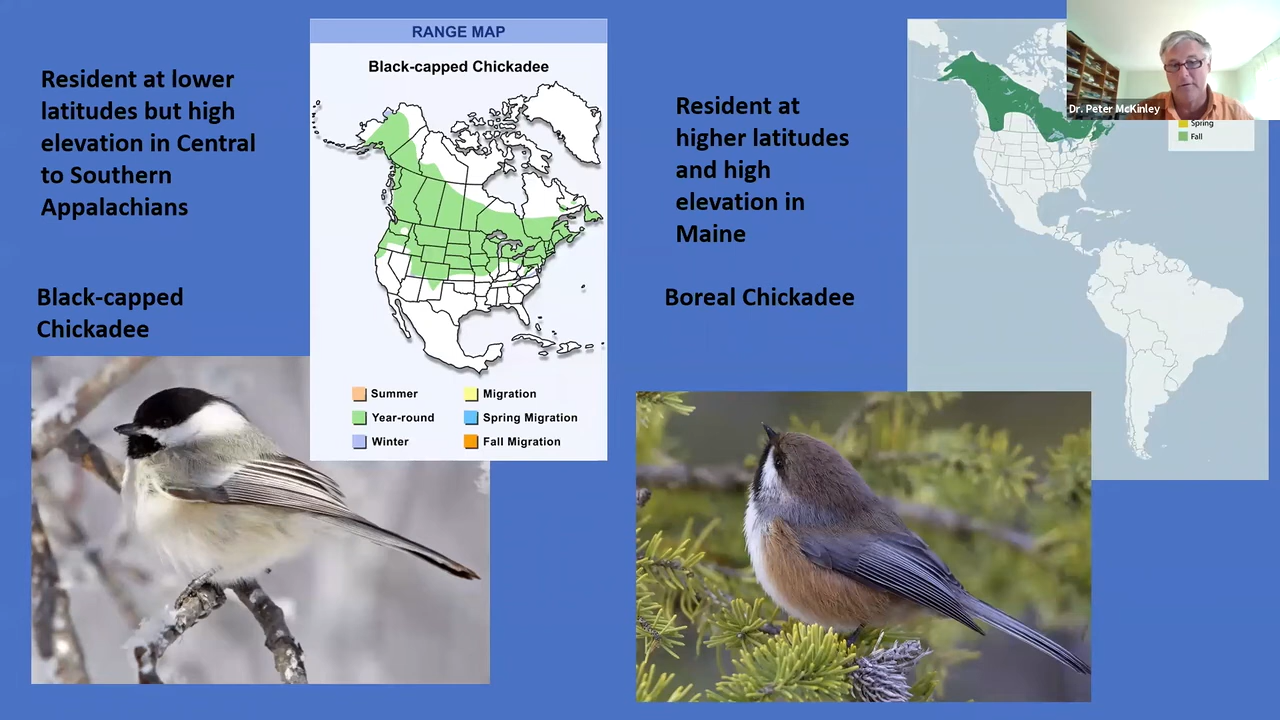 Resident at lower
latitudes but high
elevation in Central
to Southern
Appalachians
Black-capped
Chickadee
RANGE MAP
Black-capped Chickadee
Summer
Migration
Year-round
Spring Migration
Winter
Fall Migration
Resident at
higher latitudes
and high
elevation in
Maine
Boreal Chickadee
Dr. Peter McKinley
Spring
Fall